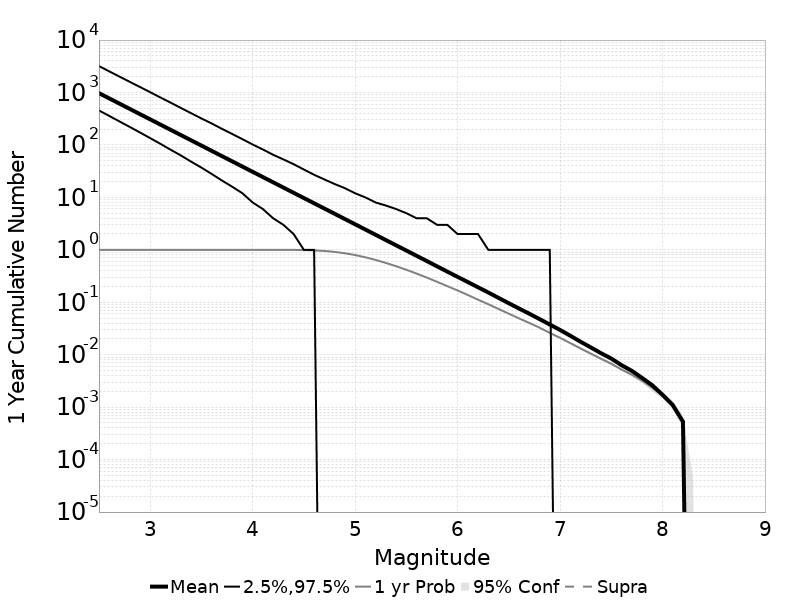 10^4
10^3
10^2
10^1
10^0
10^-1
10^-2
10^-3
10^-4
10^-5
1 Year Cumulative Number
3 4 5 6 7 8 9
Magnitude
Mean 2.5%,97.5% 1 yr Prob 95% Conf Supra